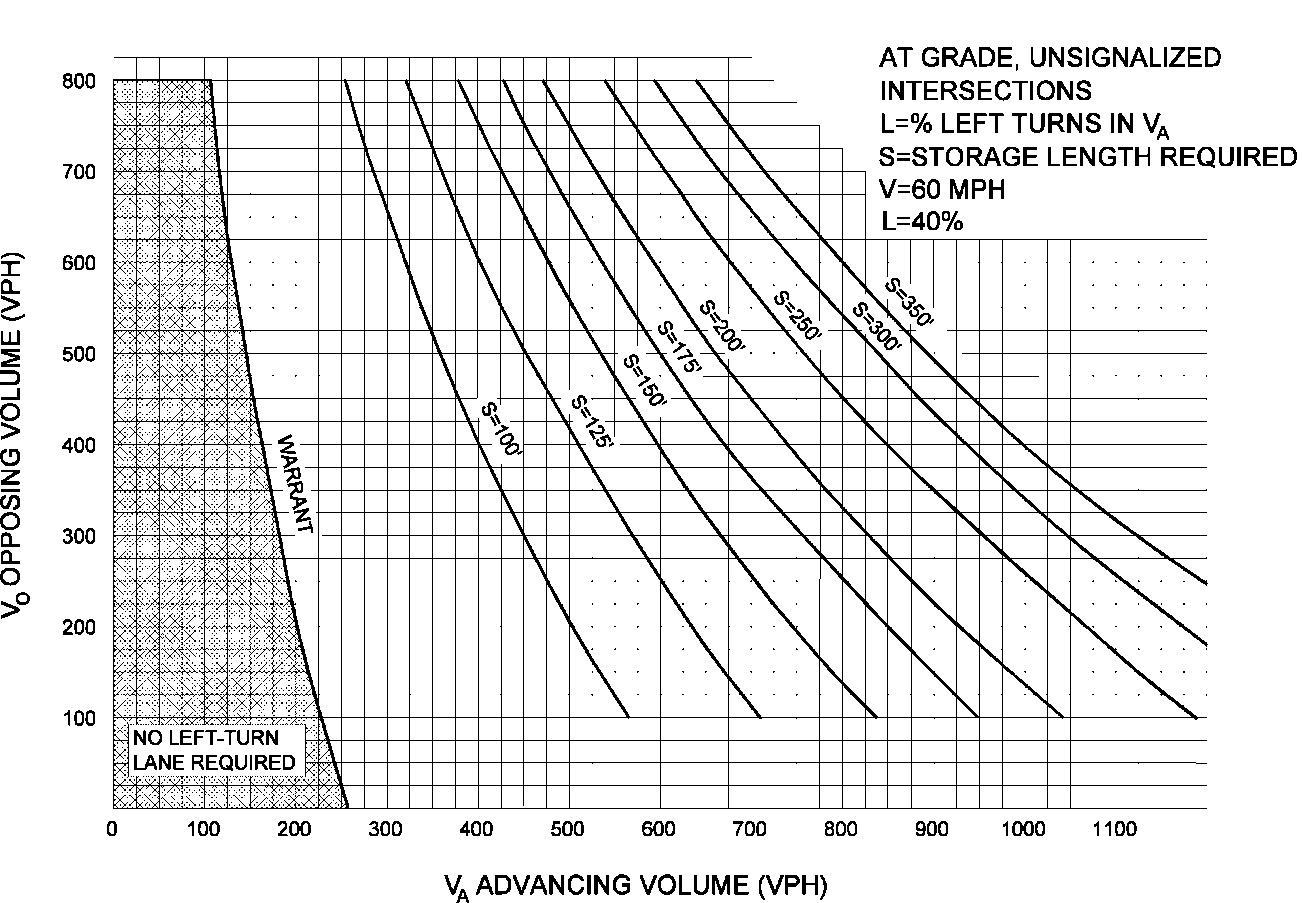 AT GRADE, UNSIGNALIZED
INTERSECTIONS
L=% LEFT TURNS IN VA
S=STORAGE LENGTH REQUIRED
V=60 MPH
L=40%
800
700
600
500
400
300
200
100
VO OPPOSING VOLUME (VPH)
WARRANT
S=100'
S=125'
S=150'
S=175'
S=200'
S=250'
S=300'
S=350'
NO LEFT-TURN
LANE REQUIRED
0 100 200 300 400 500 600 700 800 900 1000 1100
VA ADVANCING VOLUME (VPH)